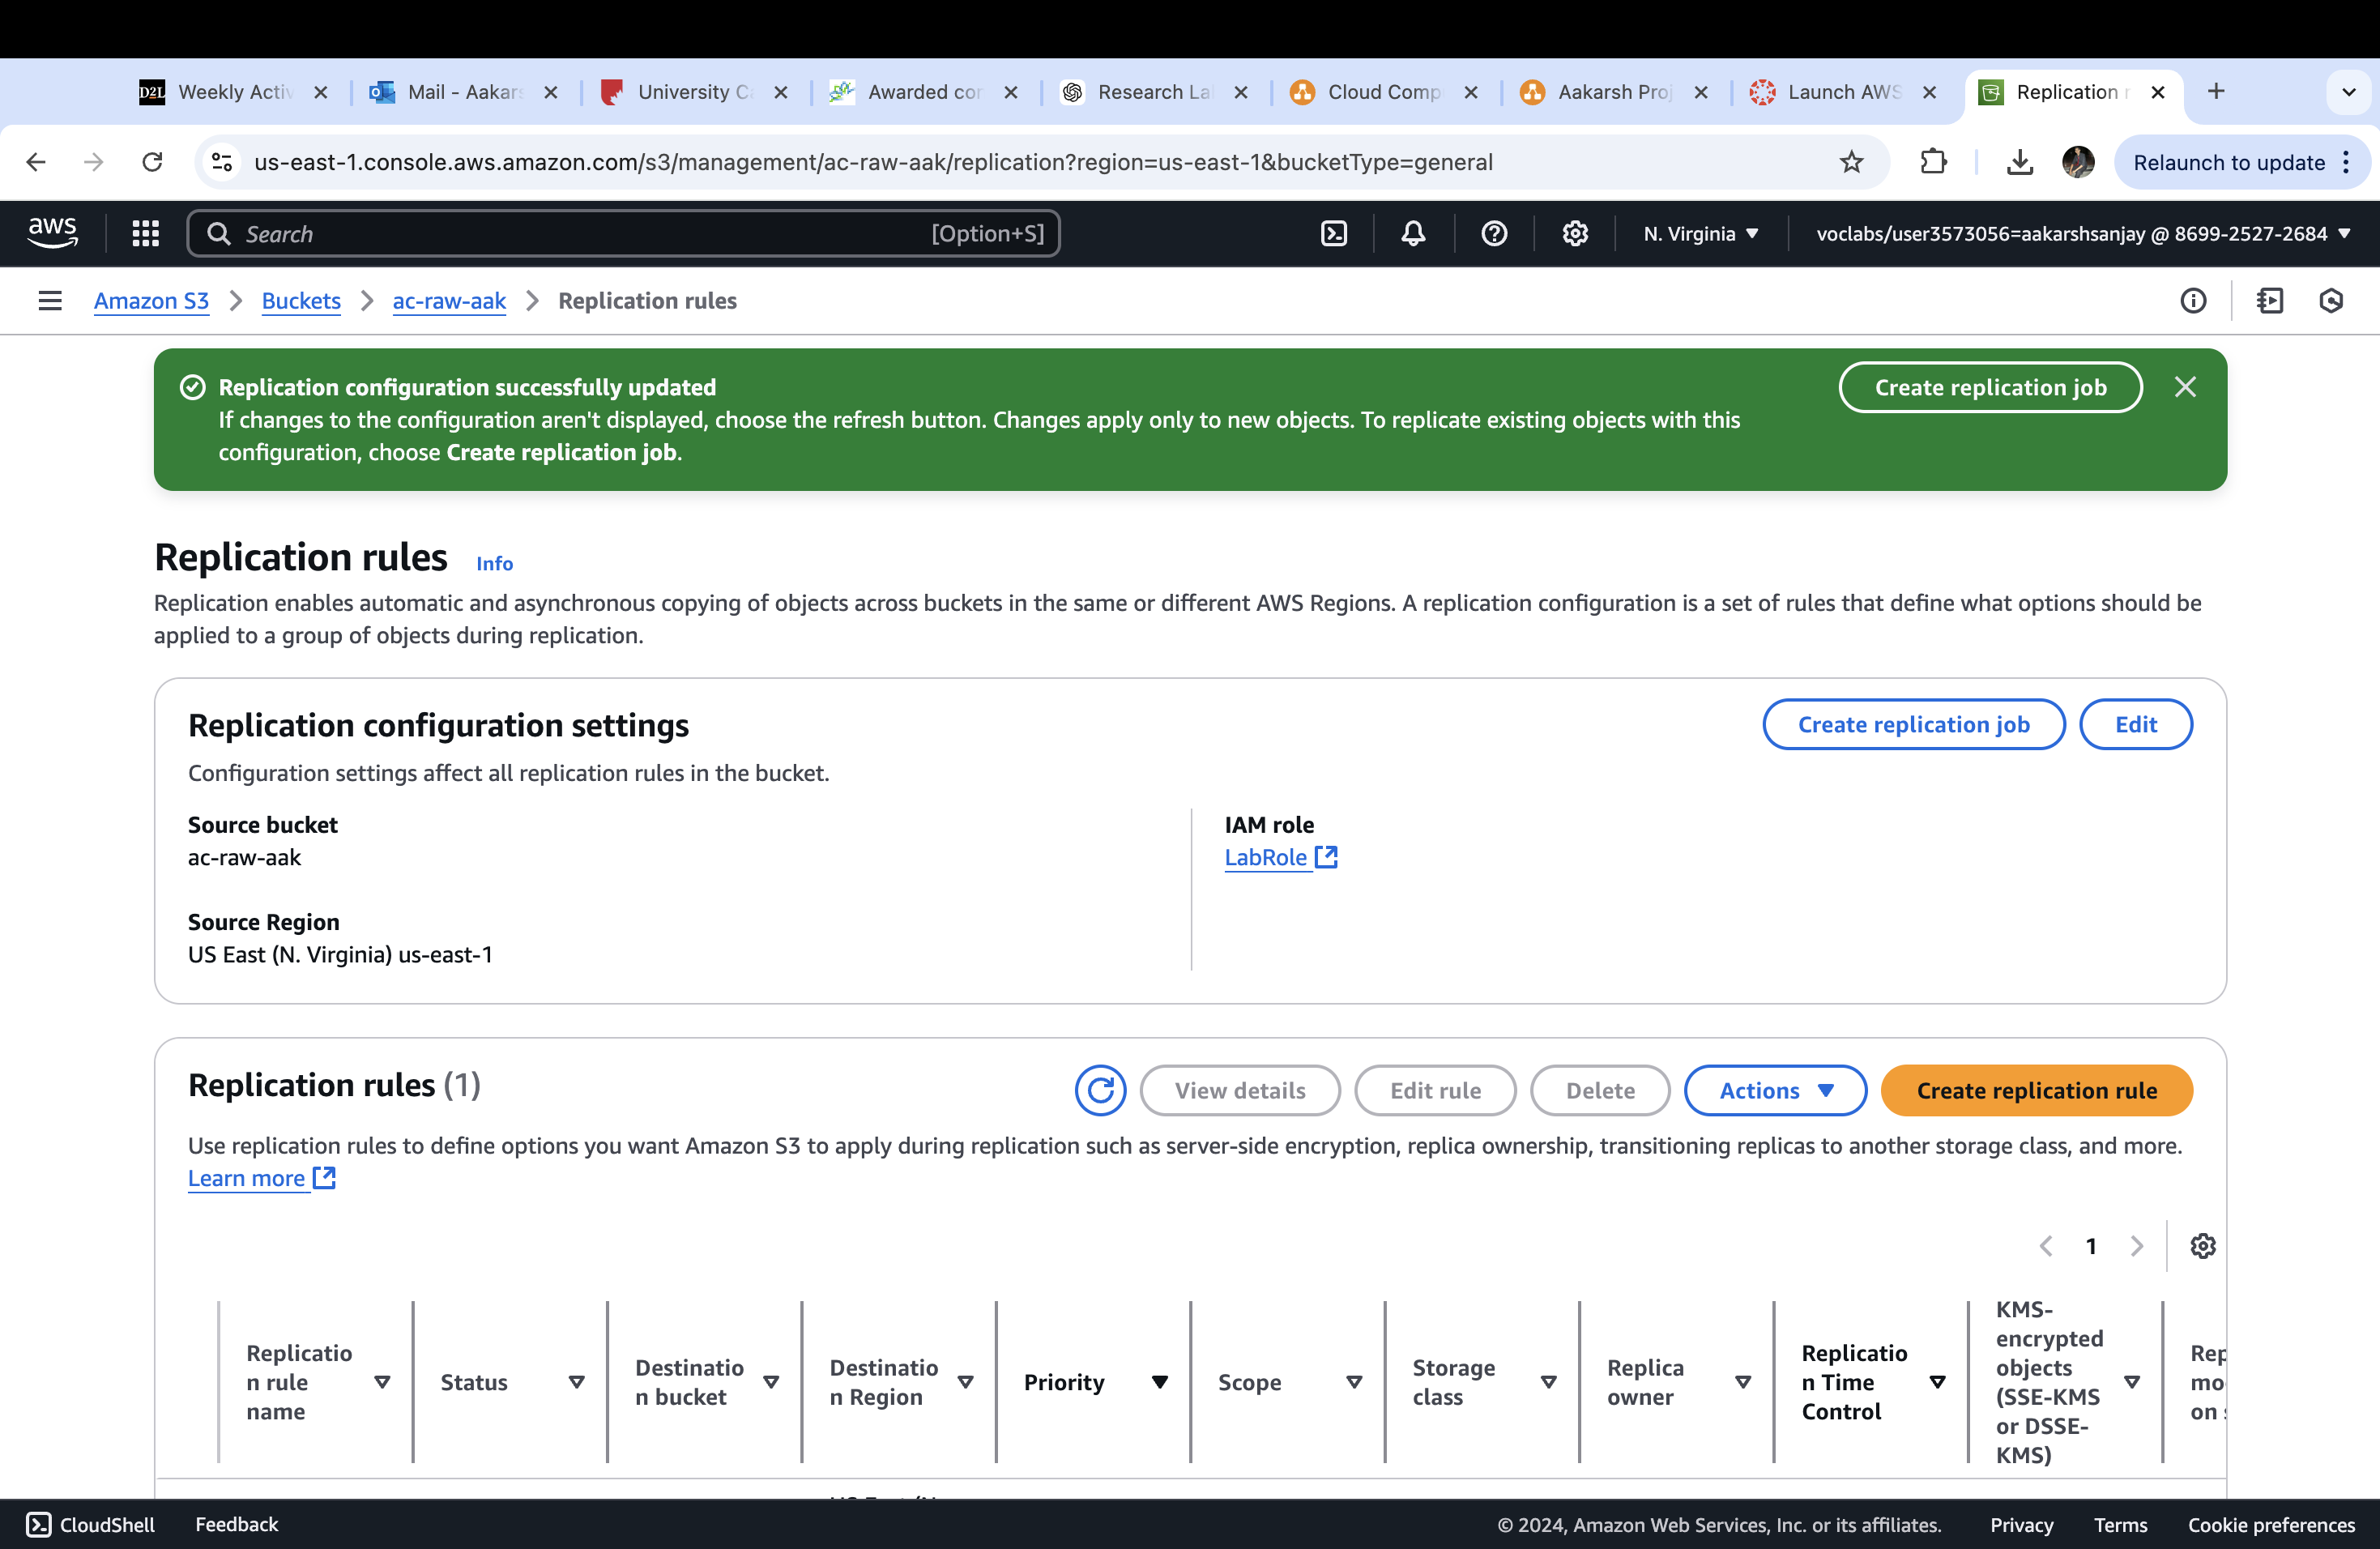 D2L Weekly Activ
Mail - Aakars
University Ca
Awarded cor
Research La
Cloud Comp
Aakarsh Proj
Launch AWS
Replication r
us-east-1.console.aws.amazon.com/s3/management/ac-raw-aak/replication?region=us-east-1&bucketType=general
Relaunch to update
aws
Search
[Option+S]
N. Virginia
voclabs/user3573056=aakarshsanjay @ 8699-2527-2684
Amazon S3
Buckets
ac-raw-aak
Replication rules
Replication configuration successfully updated
Create replication job
If changes to the configuration aren't displayed, choose the refresh button. Changes apply only to new objects. To replicate existing objects with this
configuration, choose Create replication job.
Replication rules Info
Replication enables automatic and asynchronous copying of objects across buckets in the same or different AWS Regions. A replication configuration is a set of rules that define what options should be
applied to a group of objects during replication.
Replication configuration settings
Create replication job
Edit
Configuration settings affect all replication rules in the bucket.
Source bucket
ac-raw-aak
Source Region
US East (N. Virginia) us-east-1
IAM role
LabRole
Replication rules (1)
View details
Edit rule
Delete
Actions
Create replication rule
Use replication rules to define options you want Amazon S3 to apply during replication such as server-side encryption, replica ownership, transitioning replicas to another storage class, and more.
Learn more
1
Replicatio
n rule
name
Status
Destinatio
n bucket
Destinatio
n Region
Priority
Scope
Storage
class
Replica
owner
Replicatio
n Time
Control
KMS-
encrypted
objects
(SSE-KMS
or DSSE-
KMS)
Rep
mo
on
CloudShell
Feedback
© 2024, Amazon Web Services, Inc. or its affiliates.
Privacy
Terms
Cookie preferences